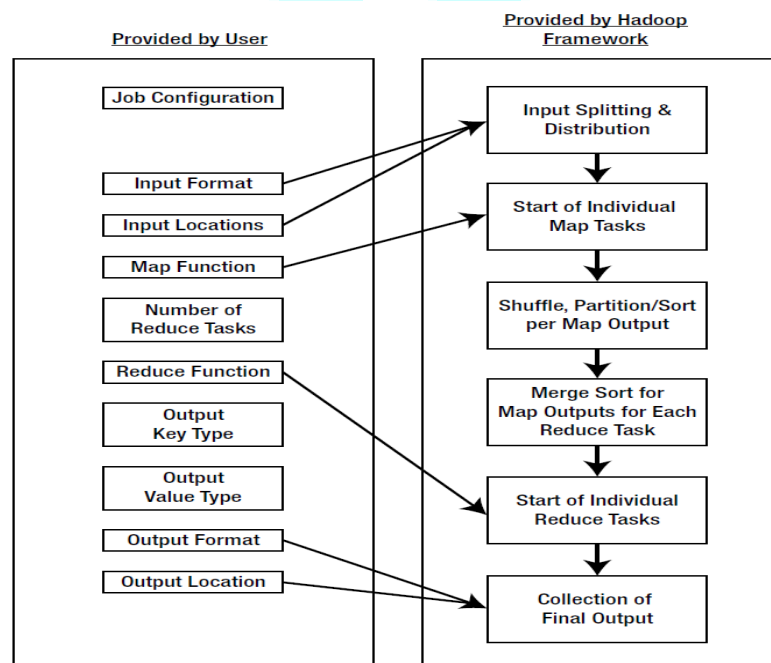 Provided by User
Job Configuration
Input Format
Input Locations
Map Function
Number of
Reduce Tasks
Reduce Function
Output
Key Type
Output
Value Type
Output Format
Output Location
Provided by Hadoop
Framework
Input Splitting &
Distribution
Start of Individual
Map Tasks
Shuffle, Partition/Sort
per Map Output
Merge Sort for
Map Outputs for Each
Reduce Task
Start of Individual
Reduce Tasks
Collection of
Final Output